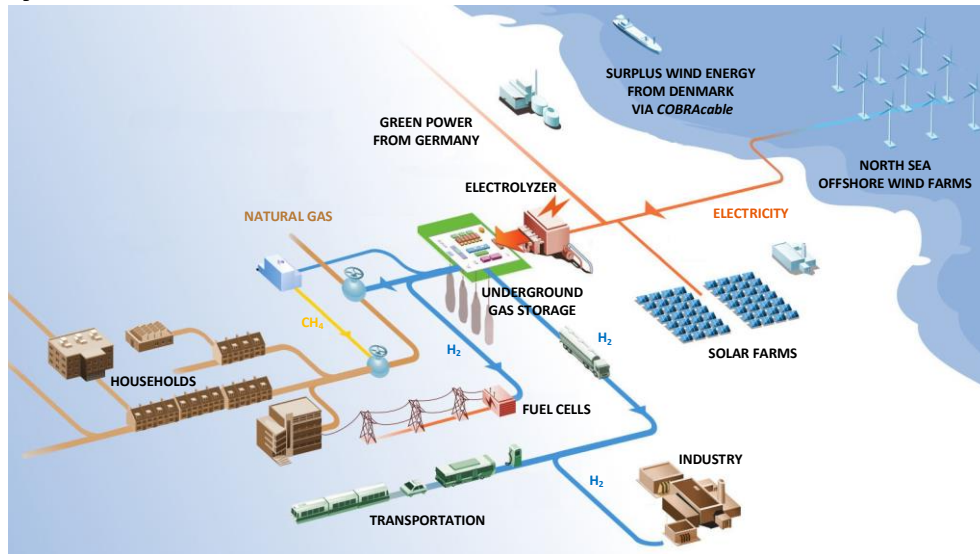 SURPLUS WIND ENERGY
FROM DENMARK
VIA COBRAcable
GREEN POWER
FROM GERMANY
NORTH SEA
OFFSHORE WIND FARMS
ELECTROLYZER
NATURAL GAS
ELECTRICITY
UNDERGROUND
GAS STORAGE
CH₄
H₂
H₂
SOLAR FARMS
HOUSEHOLDS
FUEL CELLS
INDUSTRY
H₂
TRANSPORTATION